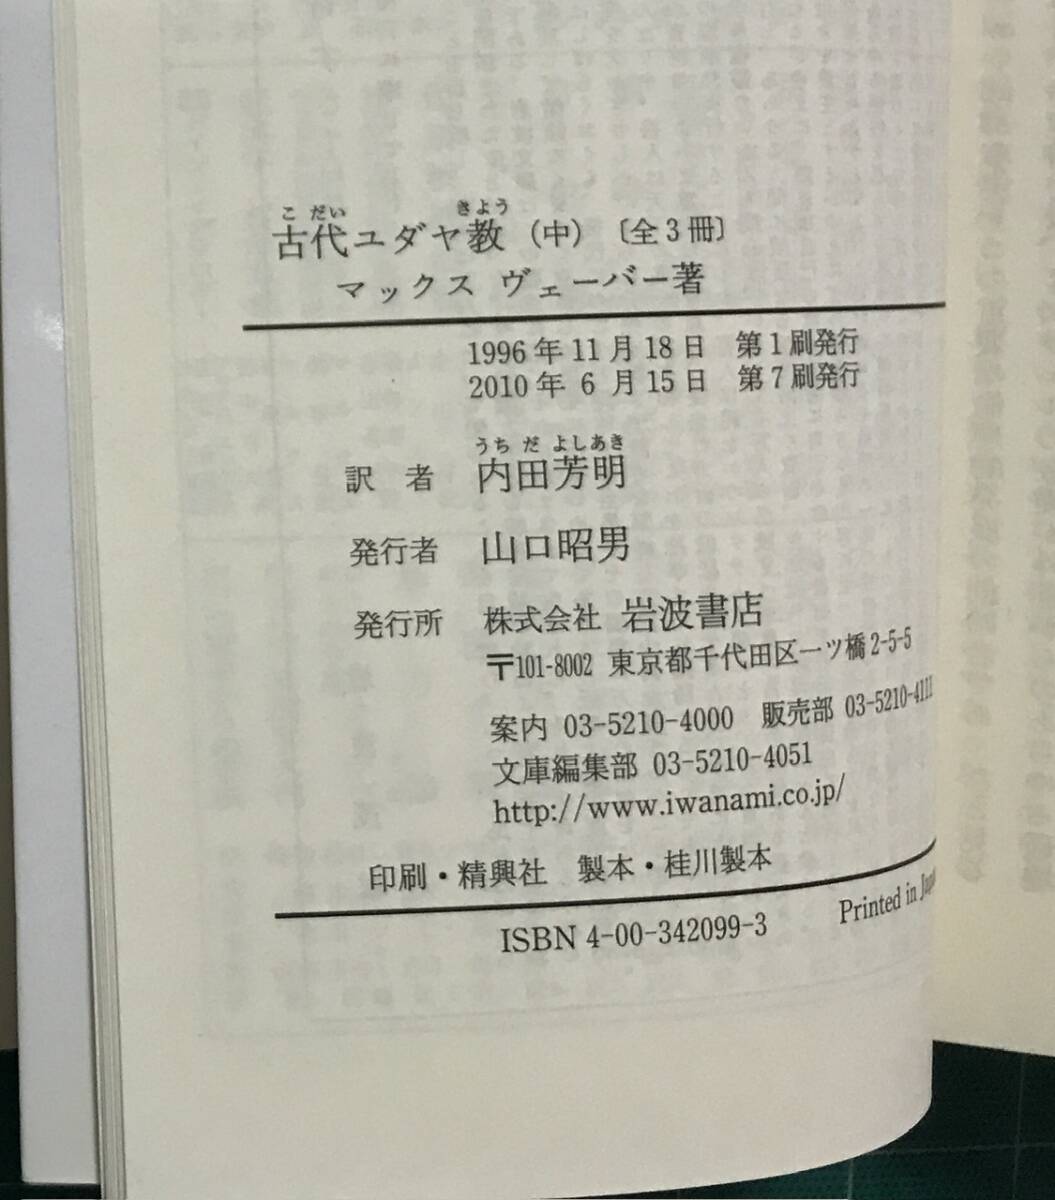 こ だい きよう
古代ユダヤ教（中）〔全3冊〕
マックス ヴェーバー著
1996年11月18日 第1刷発行
2010年 6月15日 第7刷発行
うち だ よしあき
訳 者 内田芳明
発行者 山口昭男
発行所 株式会社 岩波書店
〒101-8002 東京都千代田区一ツ橋2-5-5
案内 03-5210-4000 販売部 03-5210-4111
文庫編集部 03-5210-4051
http://www.iwanami.co.jp/
印刷・精興社 製本・桂川製本
ISBN 4-00-342099-3 Printed in